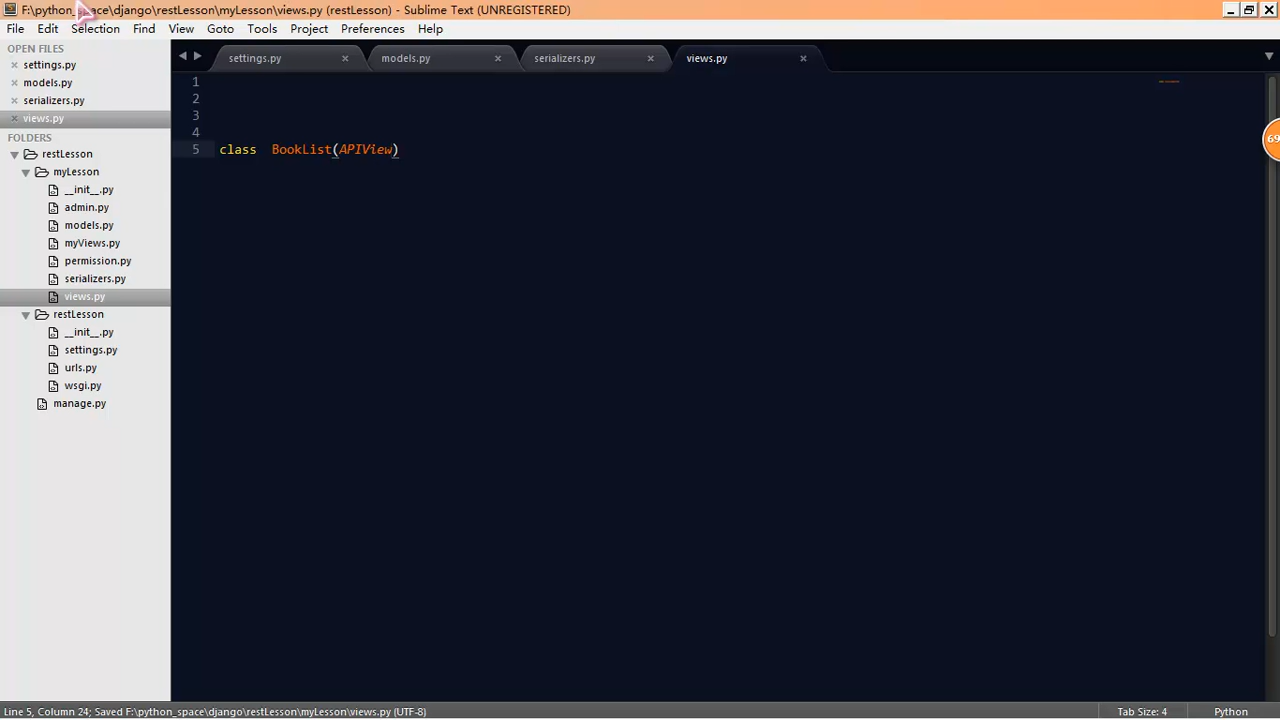 F:\python_space\django\restLesson\myLesson\views.py (restLesson) - Sublime Text (UNREGISTERED)
File Edit Selection Find View Goto Tools Project Preferences Help
OPEN FILES
settings.py
models.py
serializers.py
views.py
FOLDERS
restLesson
myLesson
__init__.py
admin.py
models.py
myViews.py
permission.py
serializers.py
views.py
restLesson
__init__.py
settings.py
urls.py
wsgi.py
manage.py
settings.py models.py serializers.py views.py
1
2
3
4
5 class  BookList(APIView)
69
Line 5, Column 24; Saved F:\python_space\django\restLesson\myLesson\views.py (UTF-8) Tab Size: 4 Python